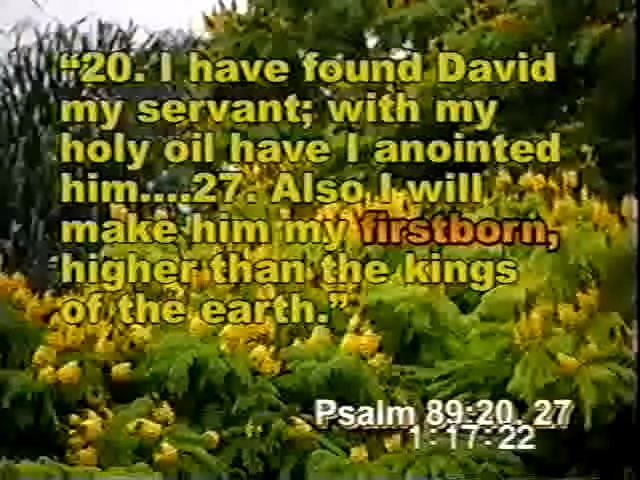 “20. I have found David
my servant; with my
holy oil have I anointed
him....27. Also I will
make him my firstborn,
higher than the kings
of the earth.”
Psalm 89:20, 27
1:17:22